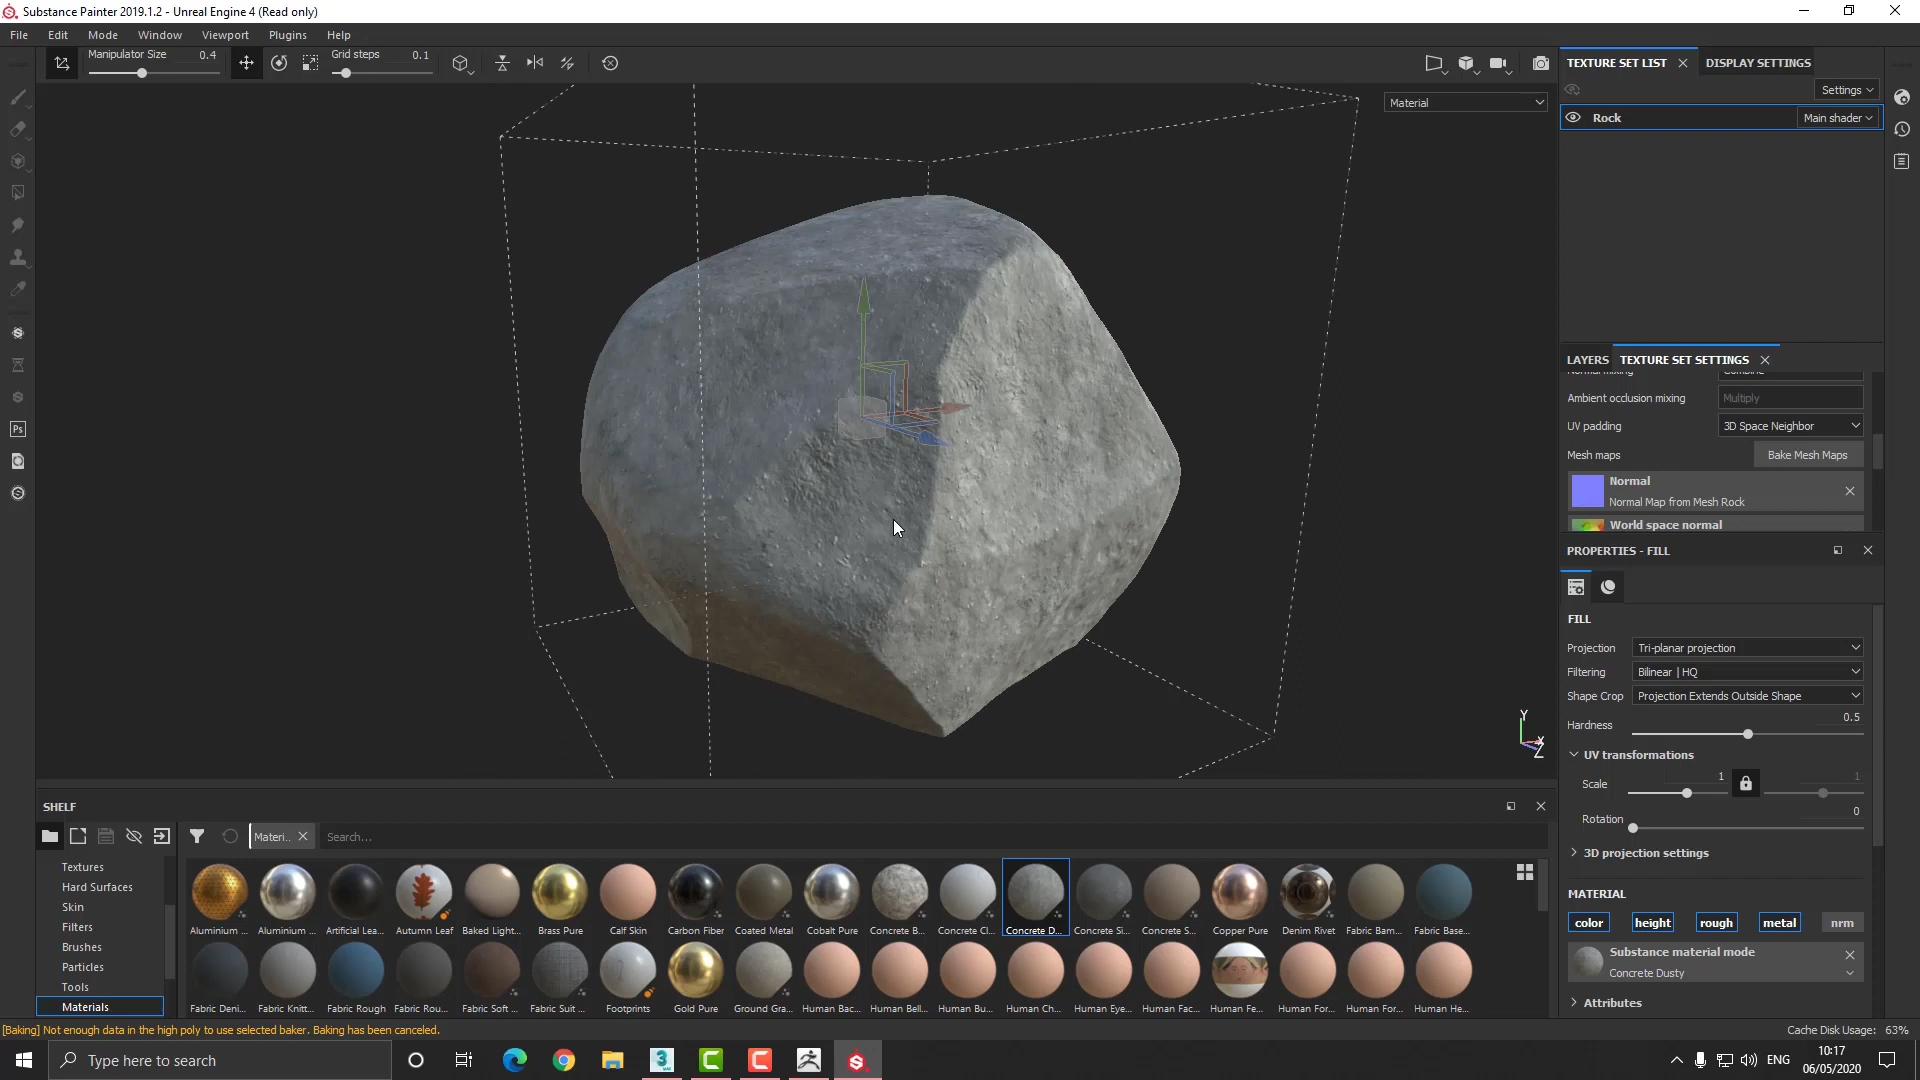 Substance Painter 2019.1.2 - Unreal Engine 4 (Read only)
File Edit Mode Window Viewport Plugins Help
Manipulator Size 0.4 Grid steps 0.1
Material
TEXTURE SET LIST DISPLAY SETTINGS
Settings
Rock Main shader
LAYERS TEXTURE SET SETTINGS
Ambient occlusion mixing Multiply
UV padding 3D Space Neighbor
Mesh maps Bake Mesh Maps
Normal
Normal Map from Mesh Rock
World space normal
PROPERTIES - FILL
FILL
Projection Tri-planar projection
Filtering Bilinear | HQ
Shape Crop Projection Extends Outside Shape
Hardness 0.5
UV transformations
Scale 1 1
Rotation 0
3D projection settings
MATERIAL
color height rough metal nrm
Substance material mode
Concrete Dusty
Attributes
Y
X
Z
Ps
SHELF
Materi.. Search...
Textures
Hard Surfaces
Skin
Filters
Brushes
Particles
Tools
Materials
Aluminium ... Aluminium ... Artificial Lea... Autumn Leaf Baked Light... Brass Pure Calf Skin Carbon Fiber Coated Metal Cobalt Pure Concrete B... Concrete Cl... Concrete D... Concrete Si... Concrete S... Copper Pure Denim Rivet Fabric Bam... Fabric Base...
Fabric Deni... Fabric Knitt... Fabric Rough Fabric Rou... Fabric Soft ... Fabric Suit ... Footprints Gold Pure Ground Gra... Human Bac... Human Bell... Human Bu... Human Ch... Human Eye... Human Fac... Human Fe... Human For... Human For... Human He...
[Baking] Not enough data in the high poly to use selected baker. Baking has been canceled.
Cache Disk Usage: 63%
Type here to search
ENG
10:17
06/05/2020